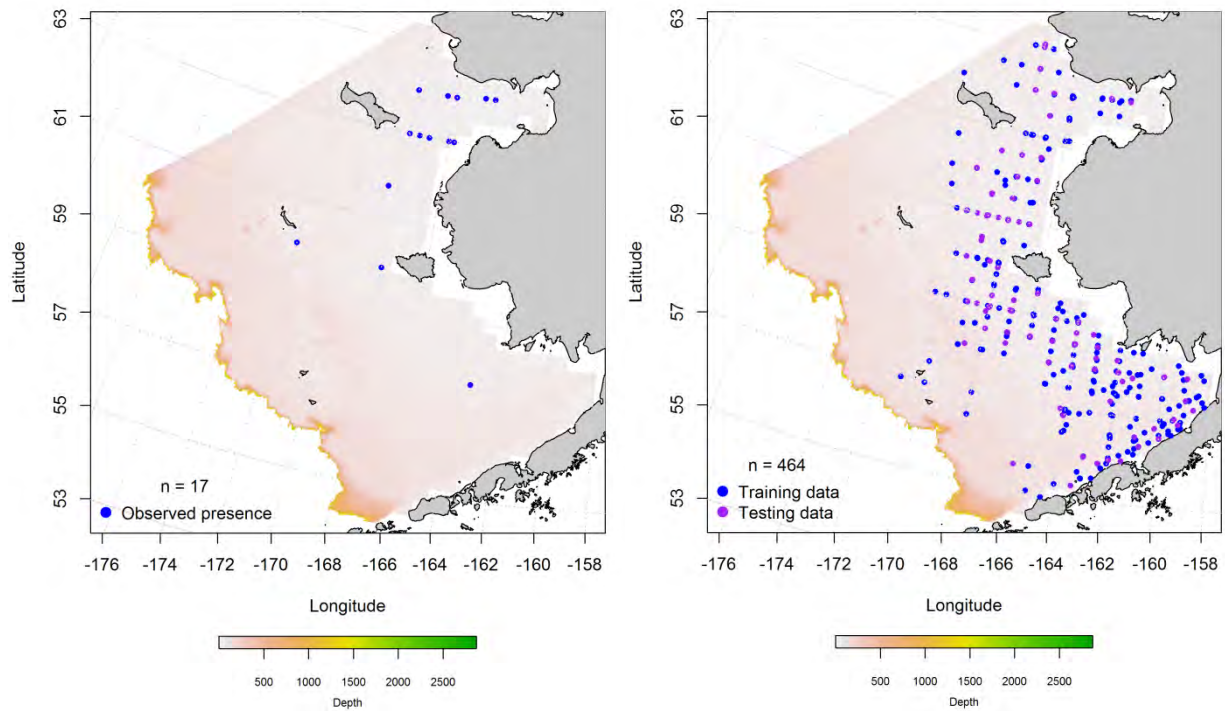 63
61
59
57
55
53
Latitude
n = 17
Observed presence
-176 -174 -172 -170 -168 -166 -164 -162 -160 -158
Longitude
500 1000 1500 2000 2500
Depth
63
61
59
57
55
53
Latitude
n = 464
Training data
Testing data
-176 -174 -172 -170 -168 -166 -164 -162 -160 -158
Longitude
500 1000 1500 2000 2500
Depth